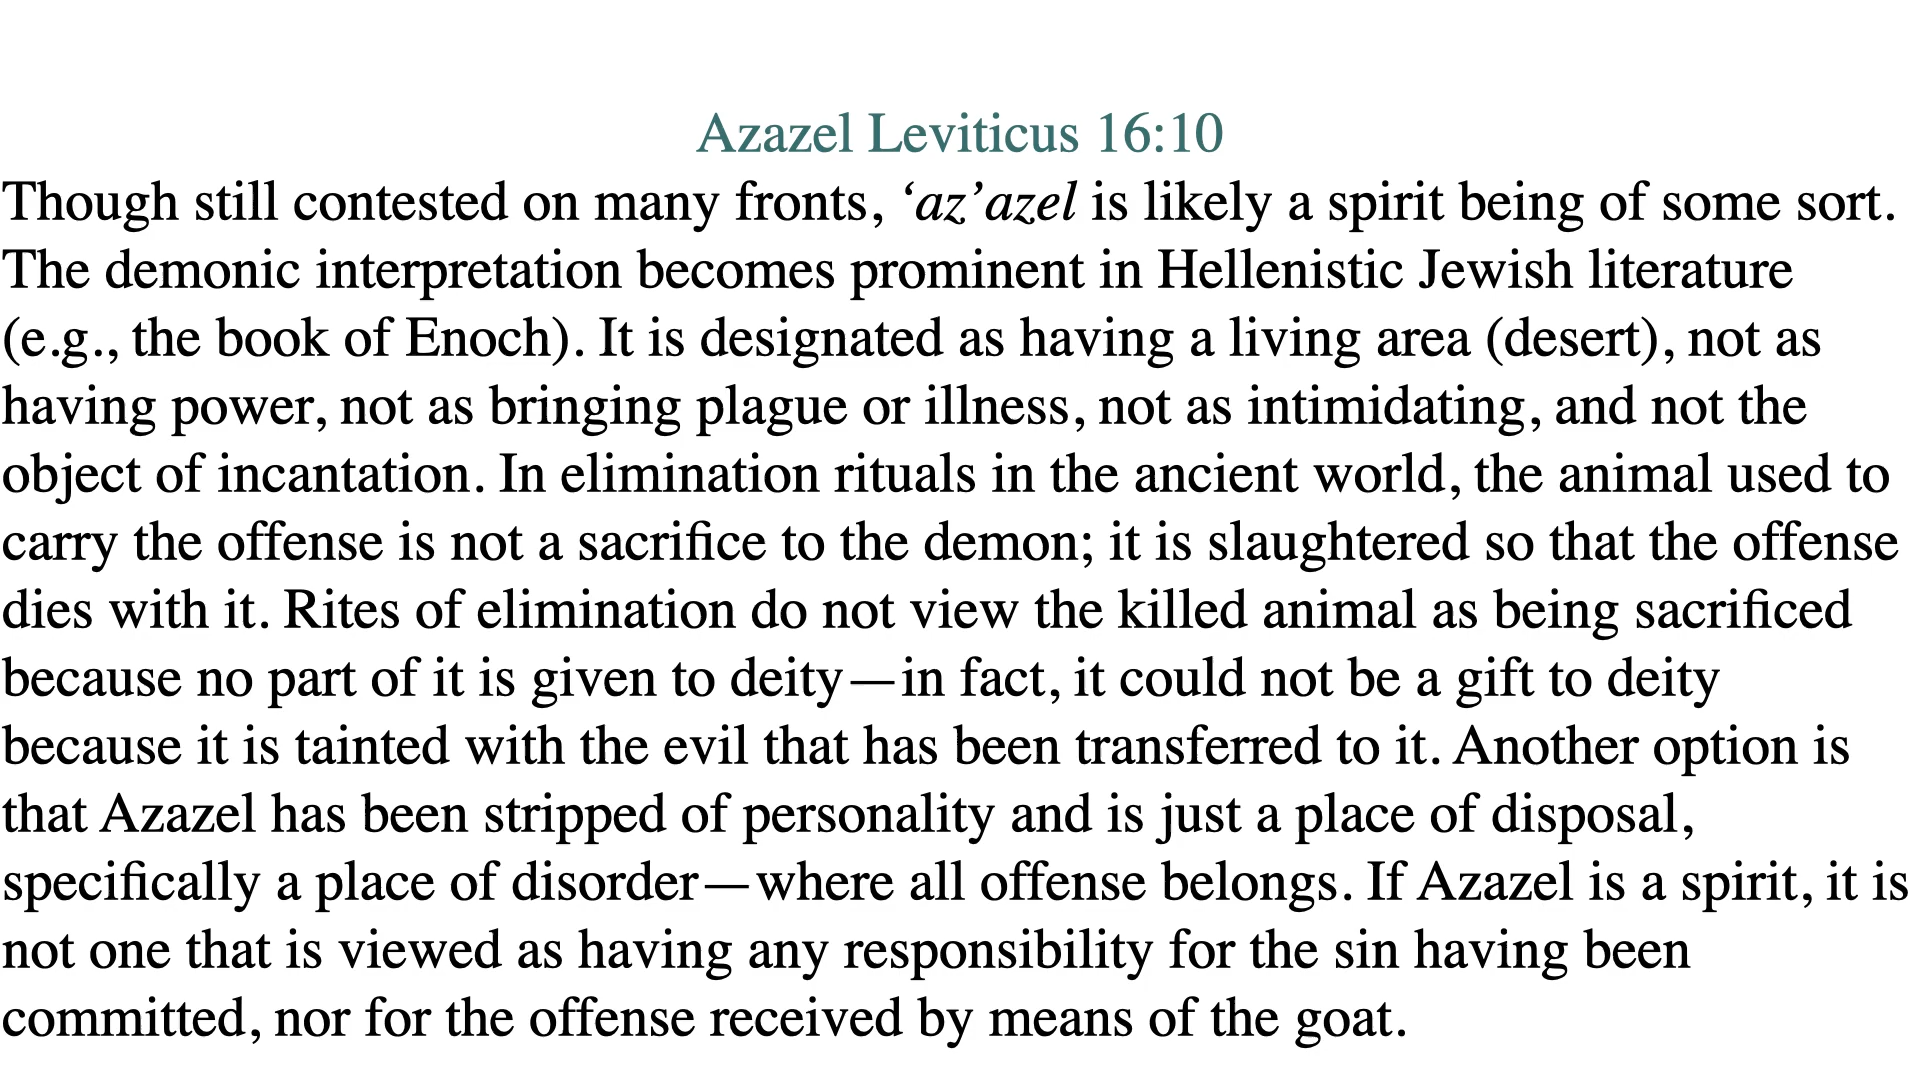 Azazel Leviticus 16:10
Though still contested on many fronts, ‘az’azel is likely a spirit being of some sort.
The demonic interpretation becomes prominent in Hellenistic Jewish literature
(e.g., the book of Enoch). It is designated as having a living area (desert), not as
having power, not as bringing plague or illness, not as intimidating, and not the
object of incantation. In elimination rituals in the ancient world, the animal used to
carry the offense is not a sacrifice to the demon; it is slaughtered so that the offense
dies with it. Rites of elimination do not view the killed animal as being sacrificed
because no part of it is given to deity—in fact, it could not be a gift to deity
because it is tainted with the evil that has been transferred to it. Another option is
that Azazel has been stripped of personality and is just a place of disposal,
specifically a place of disorder—where all offense belongs. If Azazel is a spirit, it is
not one that is viewed as having any responsibility for the sin having been
committed, nor for the offense received by means of the goat.